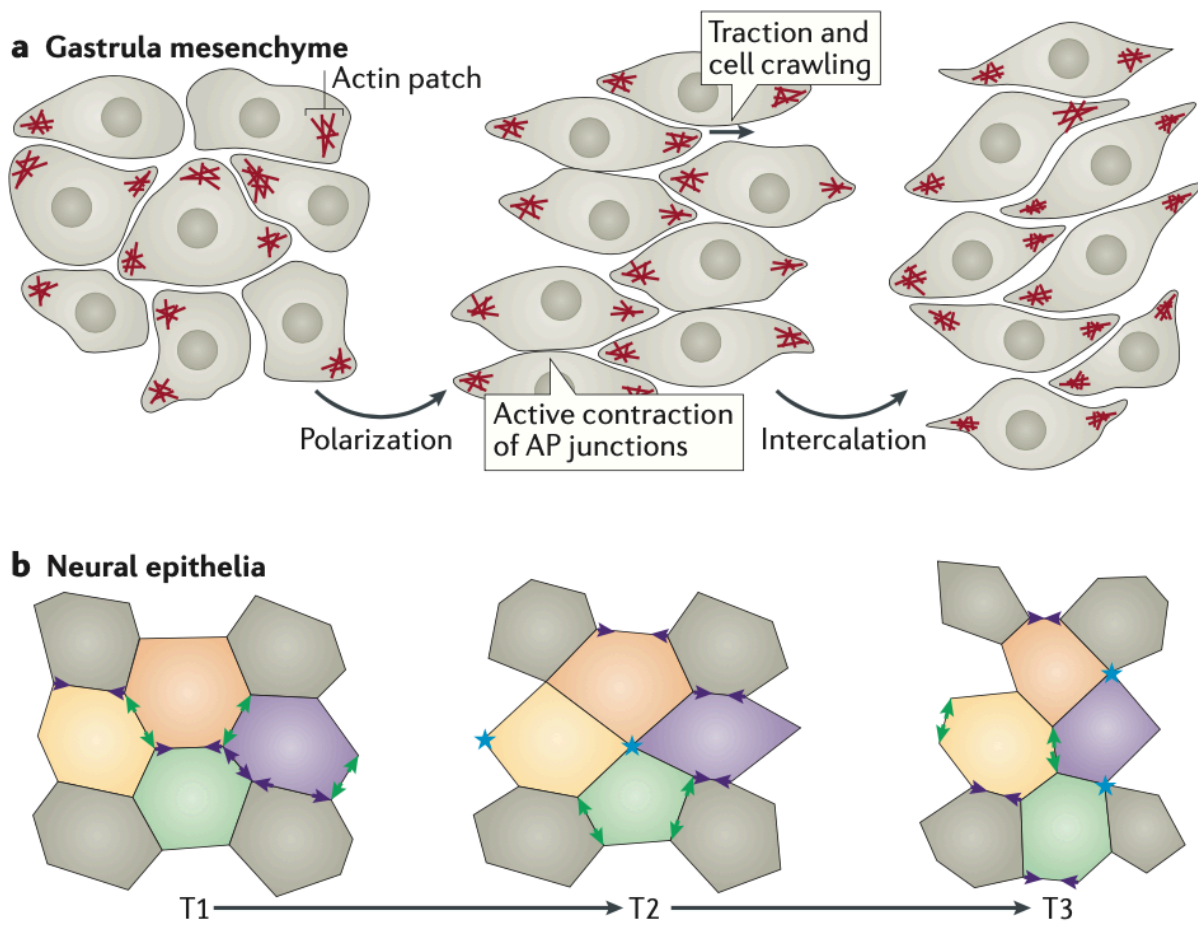 a Gastrula mesenchyme
Actin patch
Traction and
cell crawling
Polarization
Active contraction
of AP junctions
Intercalation
b Neural epithelia
T1
T2
T3